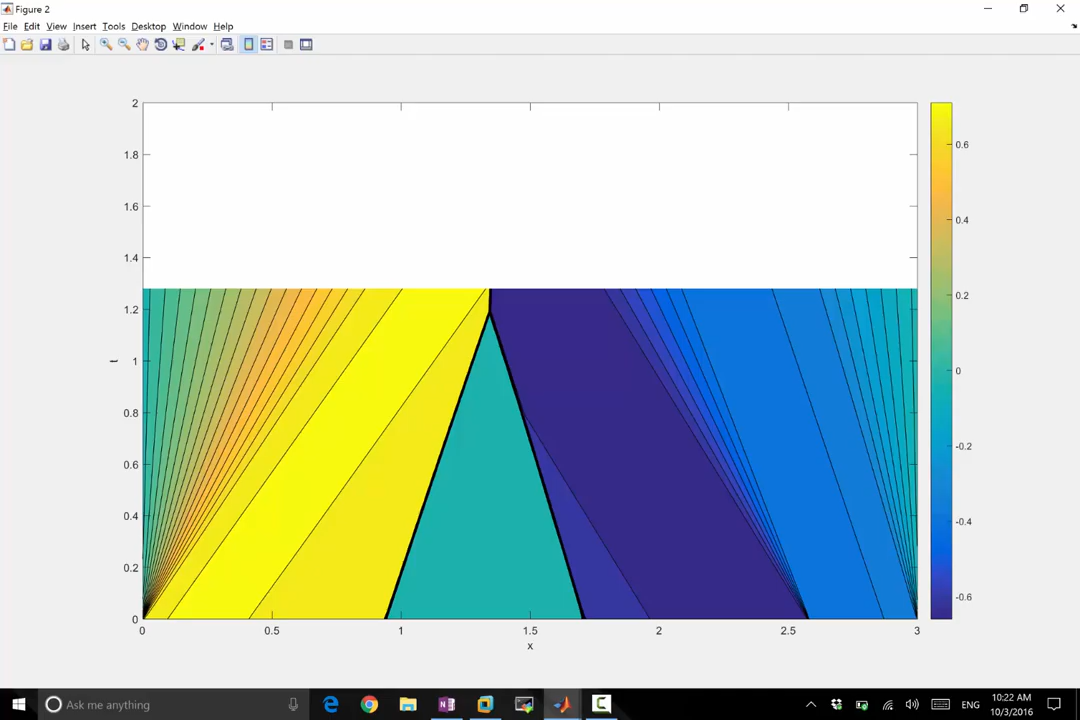 Figure 2
File Edit View Insert Tools Desktop Window Help
2
1.8
1.6
1.4
1.2
1
0.8
0.6
0.4
0.2
0
t
0 0.5 1 1.5 2 2.5 3
x
0.6
0.4
0.2
0
-0.2
-0.4
-0.6
Ask me anything
ENG
10:22 AM
10/3/2016